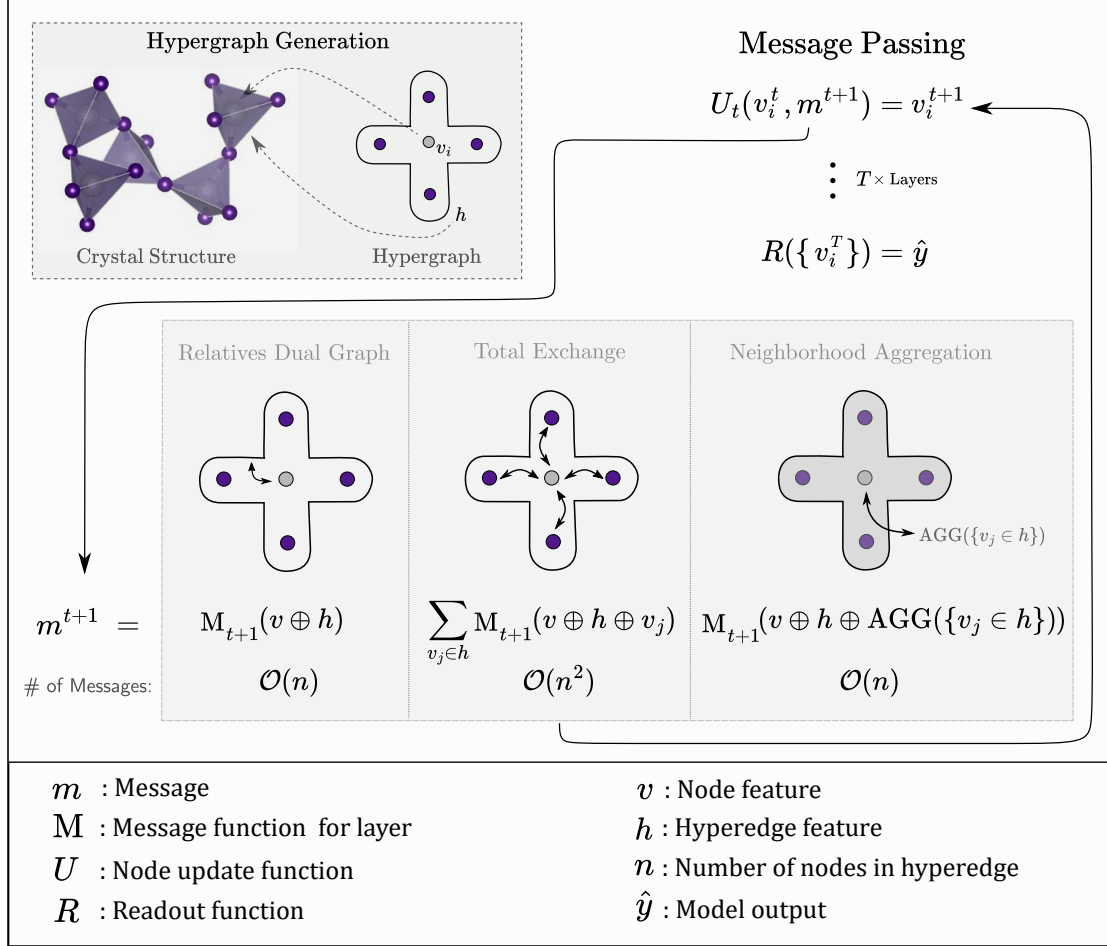 Hypergraph Generation
v_i
h
Crystal Structure
Hypergraph
Message Passing
U_t(v_i^t, m^{t+1}) = v_i^{t+1}
⋮ T × Layers
R({v_i^T}) = ŷ
Relatives Dual Graph
Total Exchange
Neighborhood Aggregation
AGG({v_j ∈ h})
m^{t+1} =
M_{t+1}(v ⊕ h)
∑_{v_j∈h} M_{t+1}(v ⊕ h ⊕ v_j)
M_{t+1}(v ⊕ h ⊕ AGG({v_j ∈ h}))
# of Messages:
𝒪(n)
𝒪(n²)
𝒪(n)
m : Message
M : Message function for layer
U : Node update function
R : Readout function
v : Node feature
h : Hyperedge feature
n : Number of nodes in hyperedge
ŷ : Model output